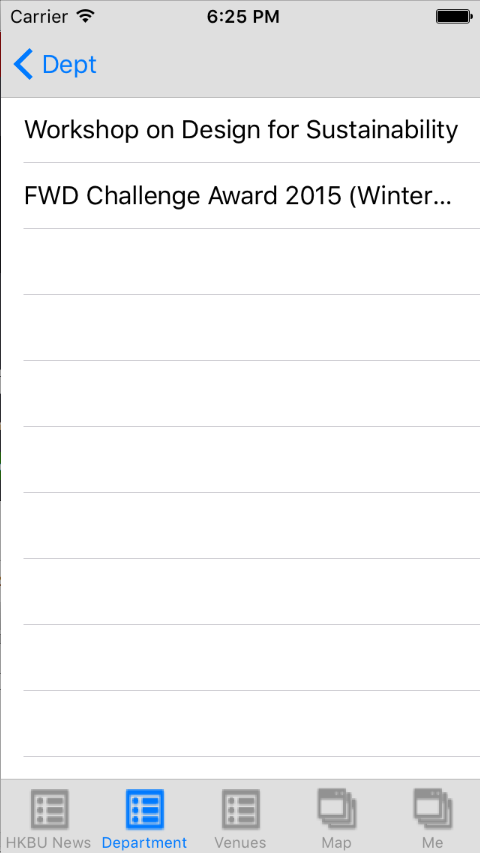 Carrier 6:25 PM
Dept
Workshop on Design for Sustainability
FWD Challenge Award 2015 (Winter...
HKBU News Department Venues Map Me